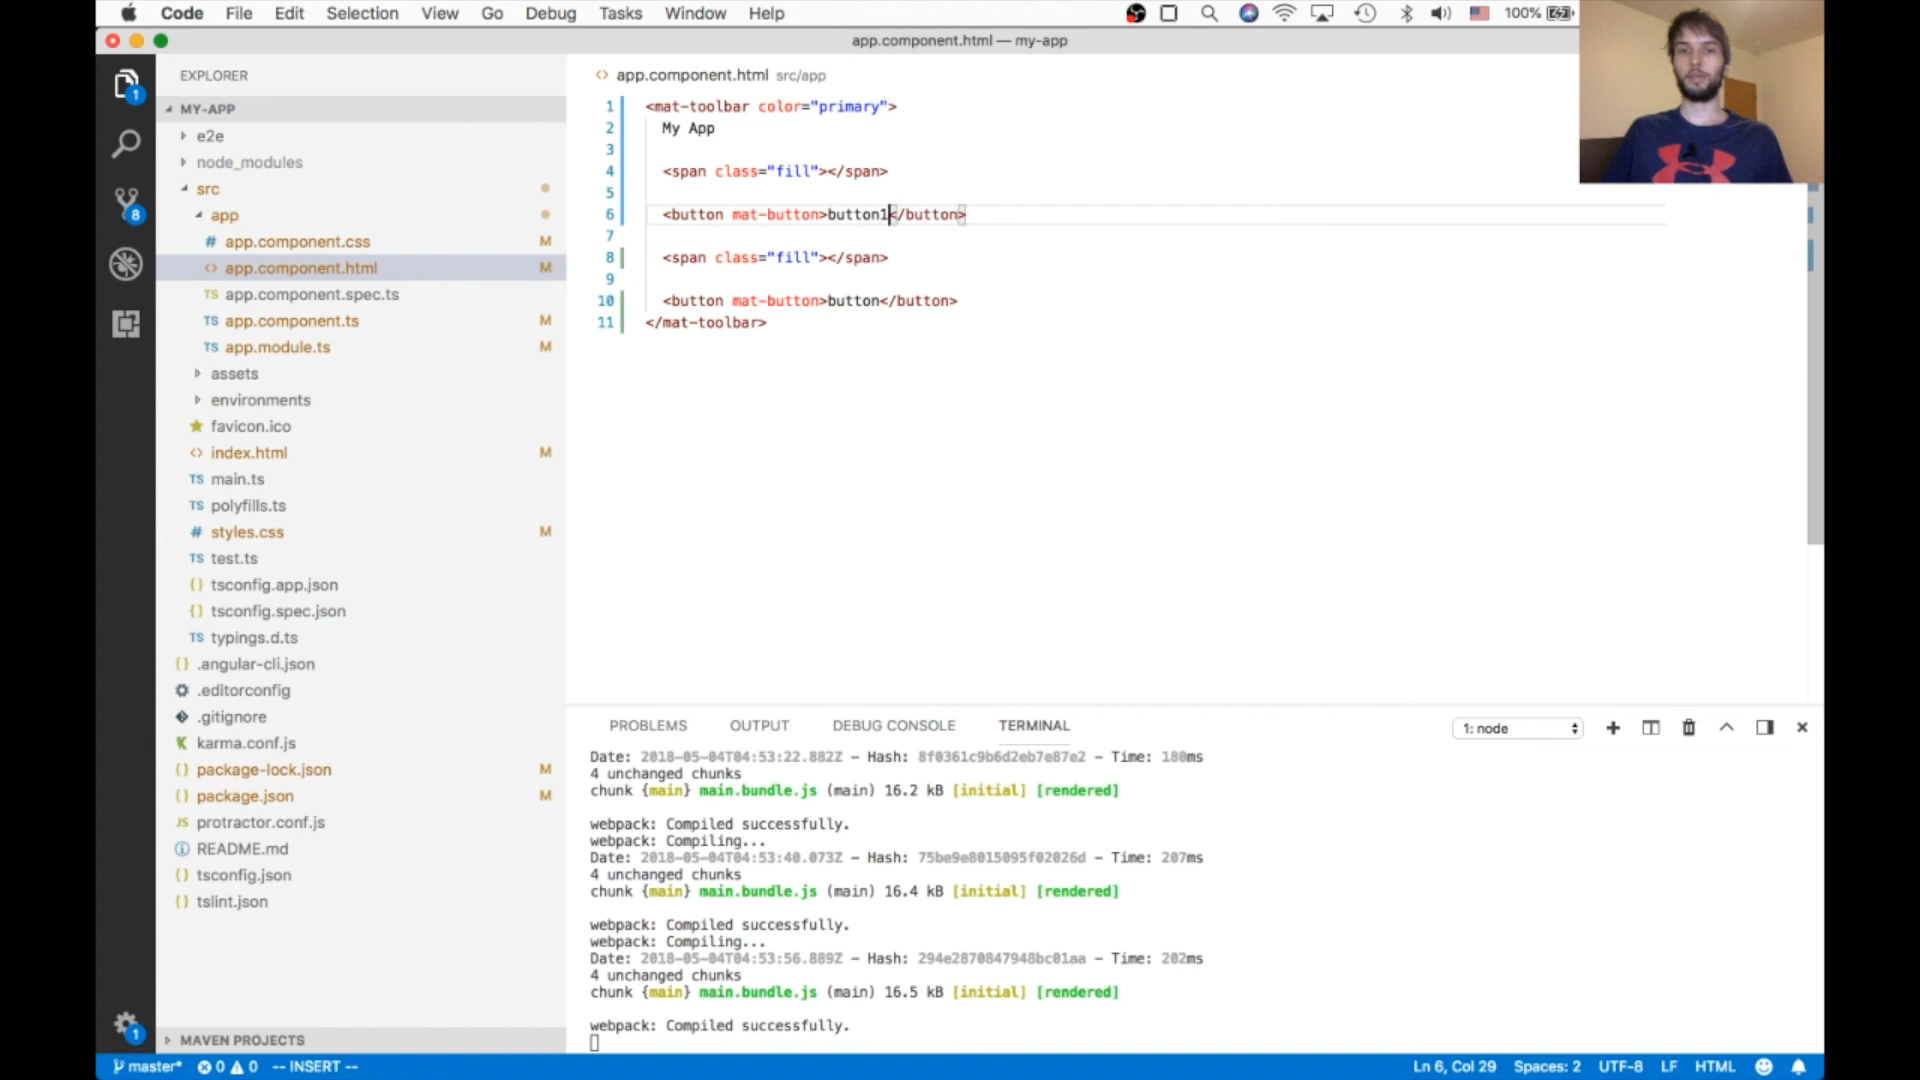 Code File Edit Selection View Go Debug Tasks Window Help 100%
app.component.html — my-app
EXPLORER
MY-APP
e2e
node_modules
src
app
# app.component.css M
<> app.component.html M
TS app.component.spec.ts
TS app.component.ts M
TS app.module.ts M
assets
environments
favicon.ico
<> index.html M
TS main.ts
TS polyfills.ts
# styles.css M
TS test.ts
{} tsconfig.app.json
{} tsconfig.spec.json
TS typings.d.ts
{} .angular-cli.json
.editorconfig
.gitignore
K karma.conf.js
{} package-lock.json M
{} package.json M
JS protractor.conf.js
README.md
{} tsconfig.json
{} tslint.json
MAVEN PROJECTS
1
8
1
<> app.component.html src/app
1 <mat-toolbar color="primary">
2 My App
3
4 <span class="fill"></span>
5
6 <button mat-button>button1</button>
7
8 <span class="fill"></span>
9
10 <button mat-button>button</button>
11 </mat-toolbar>
PROBLEMS OUTPUT DEBUG CONSOLE TERMINAL 1: node
Date: 2018-05-04T04:53:22.882Z - Hash: 8f0361c9b6d2eb7e87e2 - Time: 180ms
4 unchanged chunks
chunk {main} main.bundle.js (main) 16.2 kB [initial] [rendered]
webpack: Compiled successfully.
webpack: Compiling...
Date: 2018-05-04T04:53:40.073Z - Hash: 75be9e8015095f02026d - Time: 207ms
4 unchanged chunks
chunk {main} main.bundle.js (main) 16.4 kB [initial] [rendered]
webpack: Compiled successfully.
webpack: Compiling...
Date: 2018-05-04T04:53:56.889Z - Hash: 294e2870847948bc01aa - Time: 202ms
4 unchanged chunks
chunk {main} main.bundle.js (main) 16.5 kB [initial] [rendered]
webpack: Compiled successfully.
master* 0 0 -- INSERT -- Ln 6, Col 29 Spaces: 2 UTF-8 LF HTML